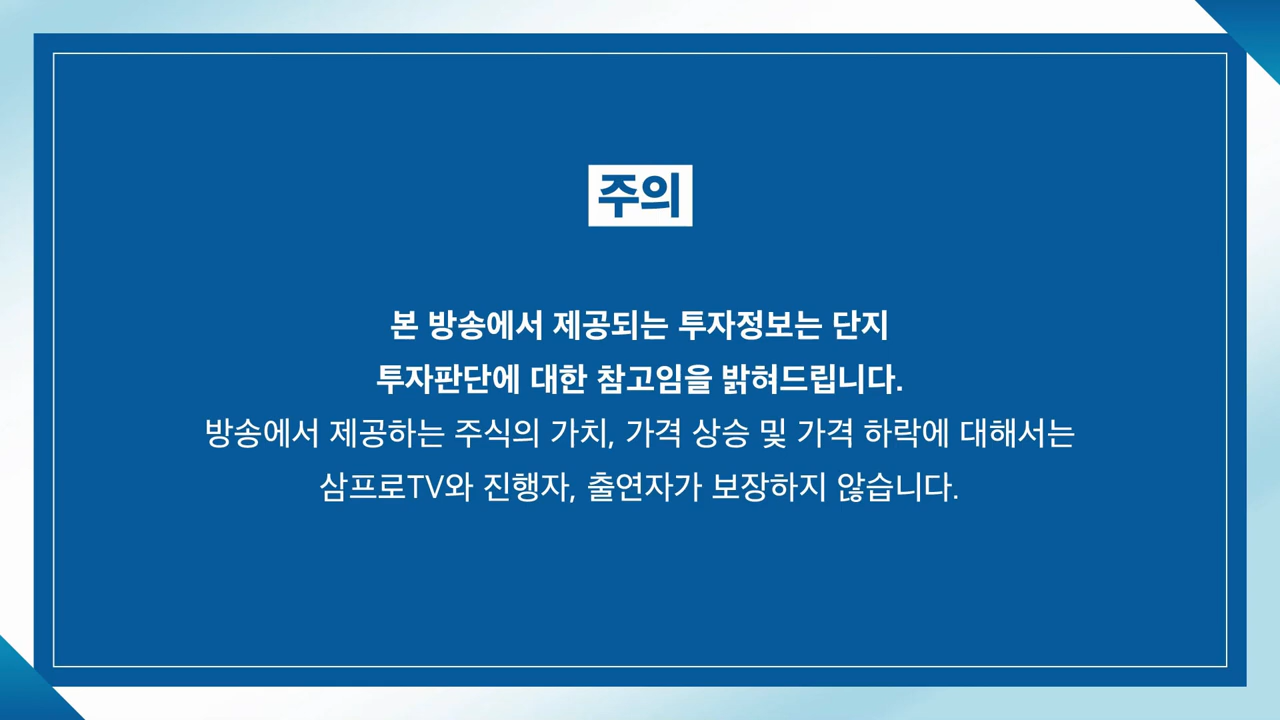 주의
본 방송에서 제공되는 투자정보는 단지
투자판단에 대한 참고임을 밝혀드립니다.
방송에서 제공하는 주식의 가치, 가격 상승 및 가격 하락에 대해서는
삼프로TV와 진행자, 출연자가 보장하지 않습니다.